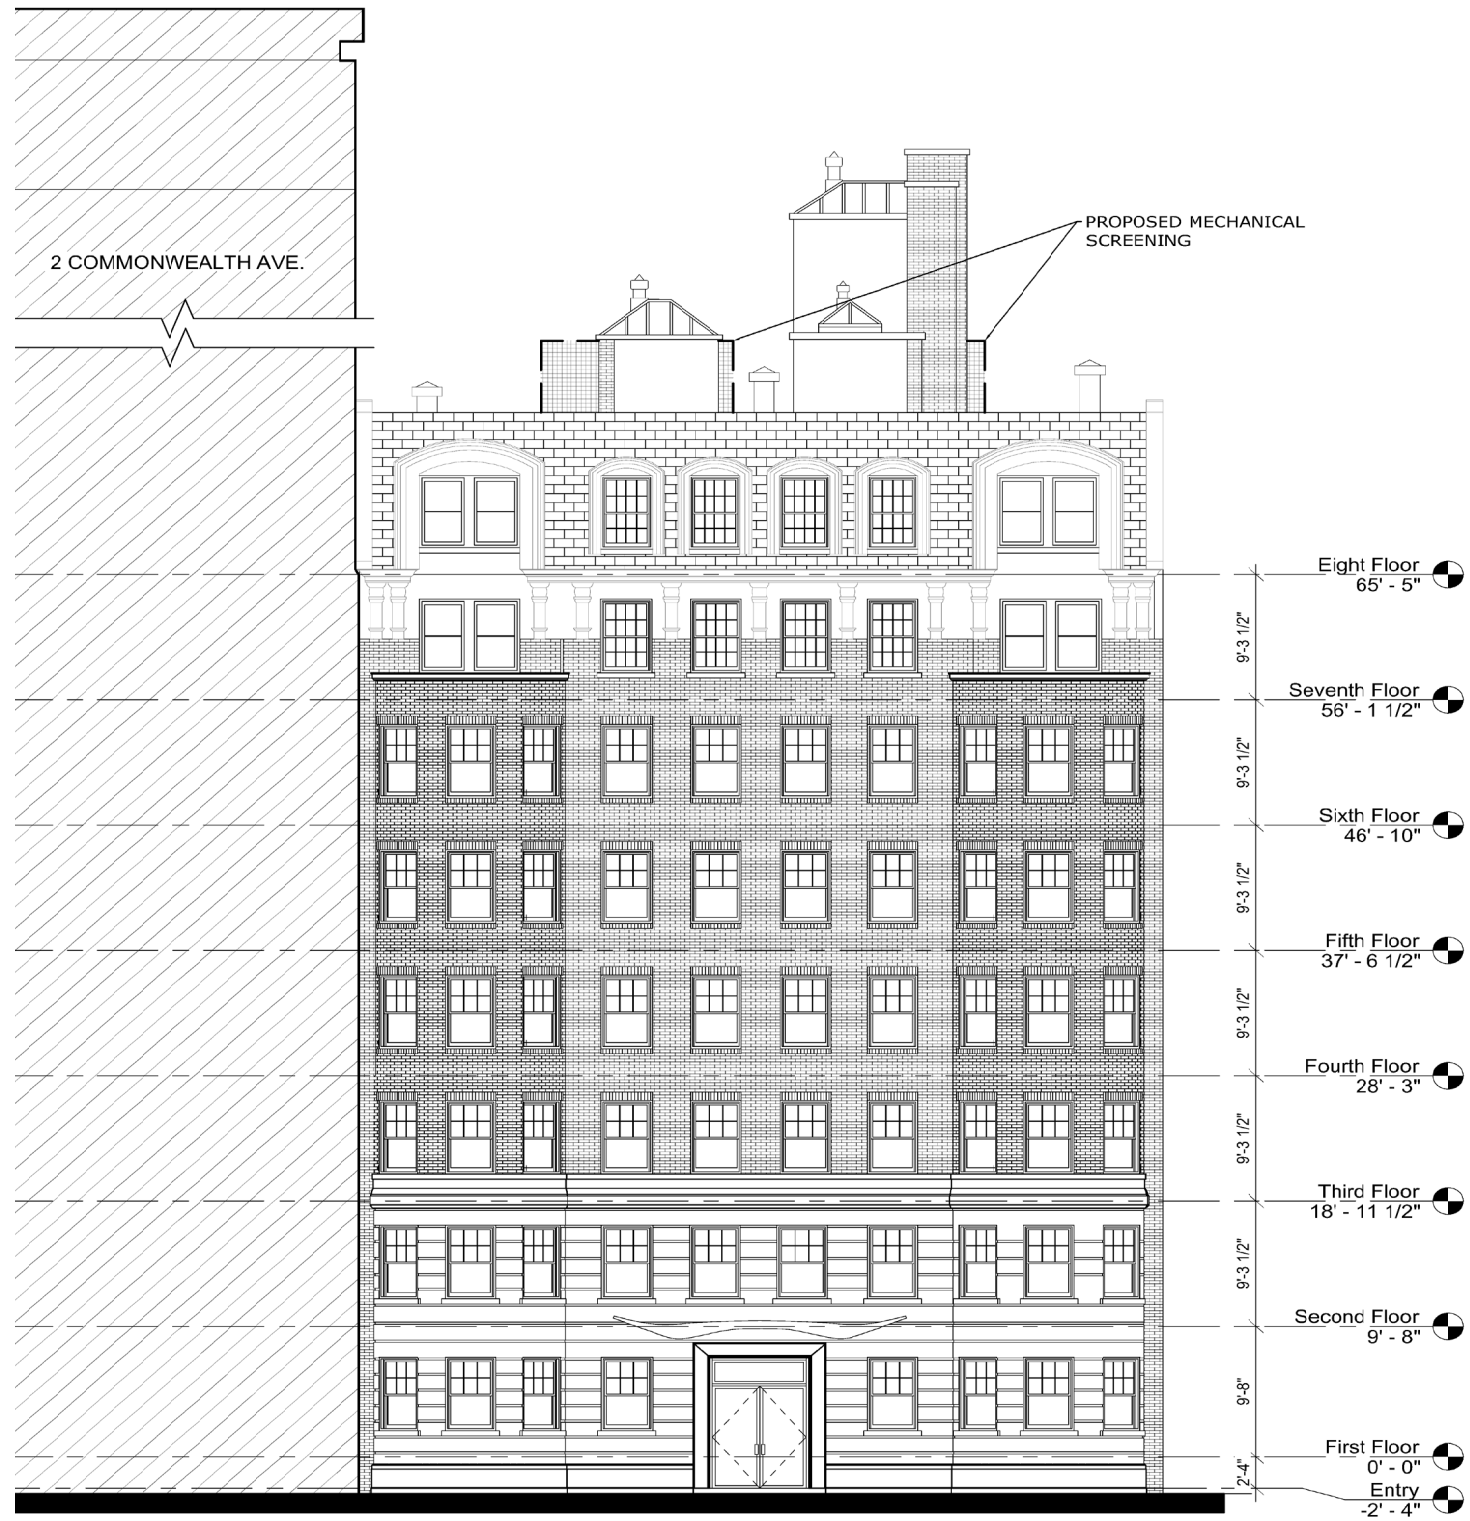 PROPOSED MECHANICAL
SCREENING
2 COMMONWEALTH AVE.
Eight Floor
65' - 5"
9'-3 1/2"
Seventh Floor
56' - 1 1/2"
9'-3 1/2"
Sixth Floor
46' - 10"
9'-3 1/2"
Fifth Floor
37' - 6 1/2"
9'-3 1/2"
Fourth Floor
28' - 3"
9'-3 1/2"
Third Floor
18' - 11 1/2"
9'-3 1/2"
Second Floor
9' - 8"
9'-8"
First Floor
0' - 0"
2'-4"
Entry
-2' - 4"